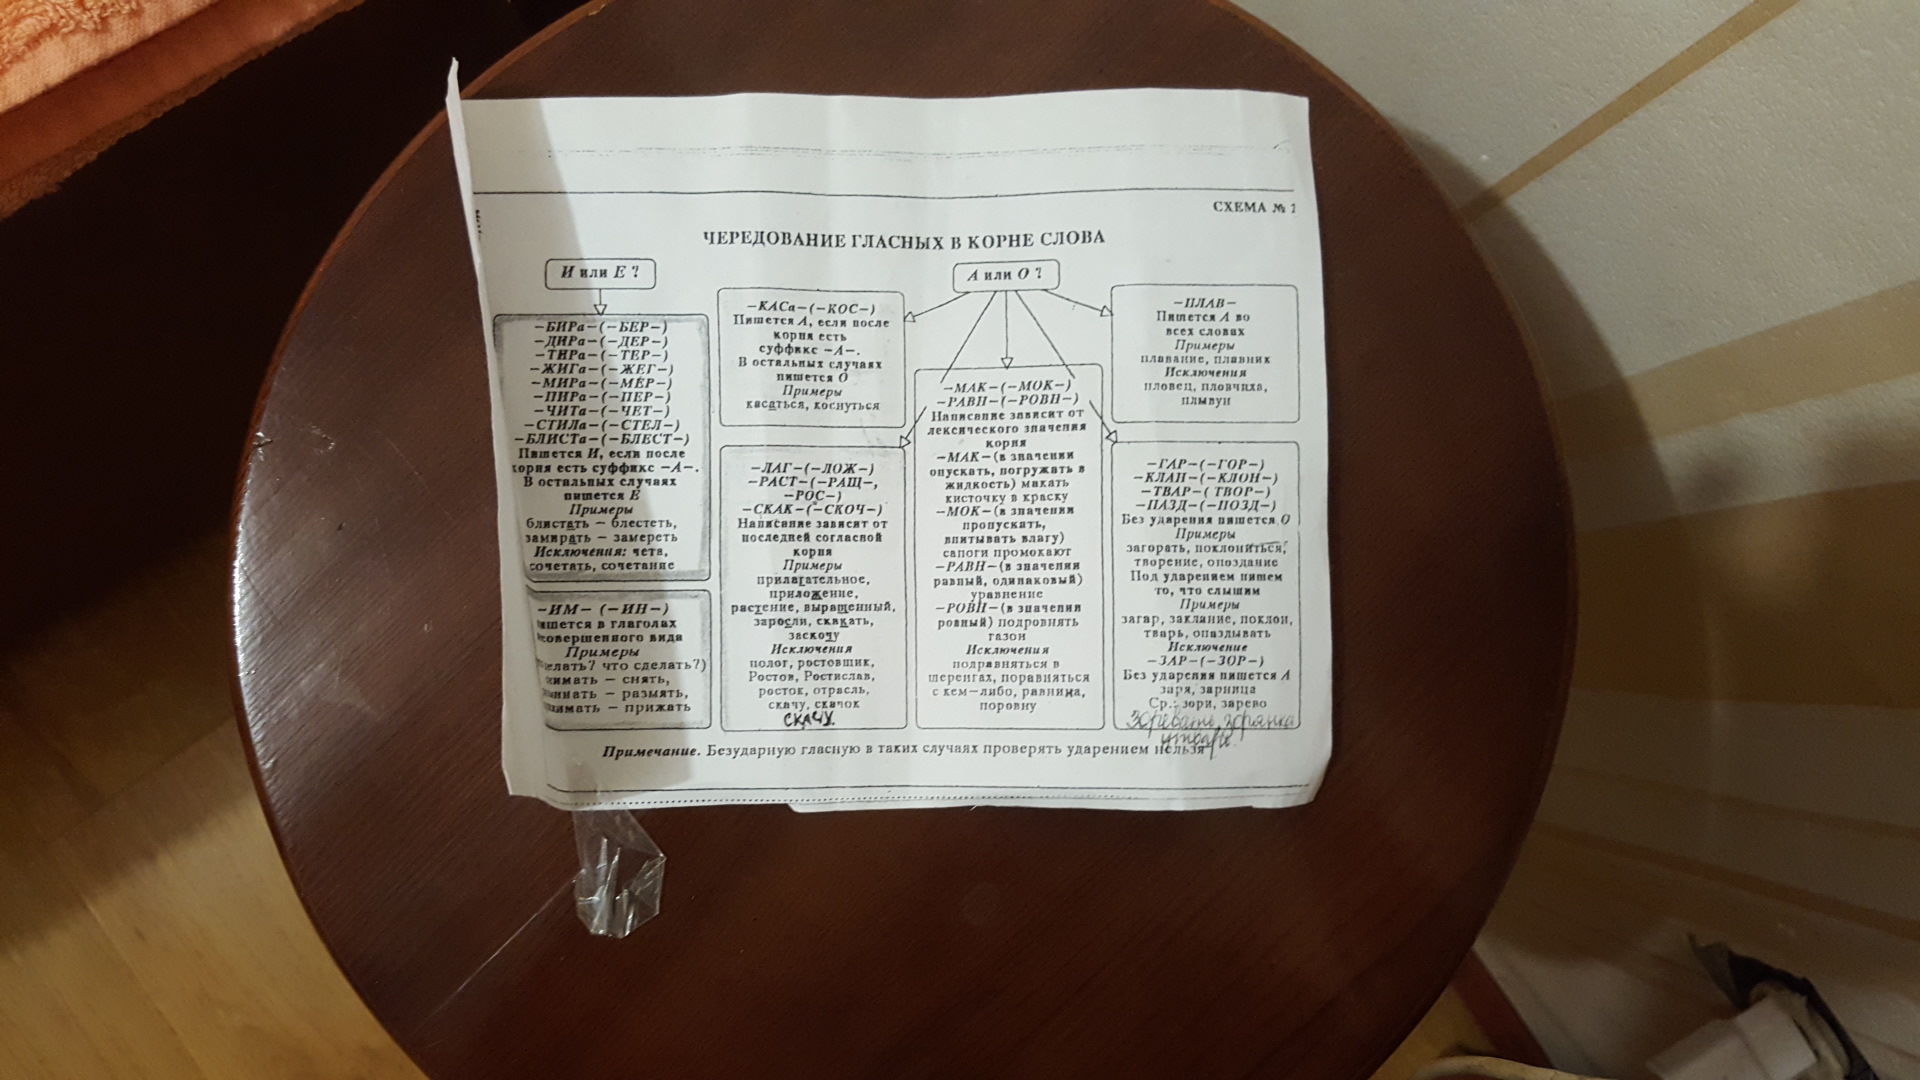 СХЕМА № 1
ЧЕРЕДОВАНИЕ ГЛАСНЫХ В КОРНЕ СЛОВА
И или Е ?
–БИРа–(–БЕР–)
–ДИРа–(–ДЕР–)
–ТИРа–(–ТЕР–)
–ЖИГа–(–ЖЕГ–)
–МИРа–(–МЕР–)
–ПИРа–(–ПЕР–)
–ЧИТа–(–ЧЕТ–)
–СТИЛа–(–СТЕЛ–)
–БЛИСТа–(–БЛЕСТ–)
Пишется И, если после
корня есть суффикс –А–.
В остальных случаях
пишется Е
Примеры
блистать – блестеть,
замирать – замереть
Исключения: чета,
сочетать, сочетание
–ИМ– (–ИН–)
пишется в глаголах
несовершенного вида
Примеры
делать? что сделать?)
снимать – снять,
разминать – размять,
прижимать – прижать
А или О ?
–КАСа–(–КОС–)
Пишется А, если после
корня есть
суффикс –А–.
В остальных случаях
пишется О
Примеры
касаться, коснуться
–ЛАГ–(–ЛОЖ–)
–РАСТ–(–РАЩ–,
–РОС–)
–СКАК–(–СКОЧ–)
Написание зависит от
последней согласной
корня
Примеры
прилагательное,
приложение,
растение, выращенный,
заросли, скакать,
заскочу
Исключения
полог, ростовщик,
Ростов, Ростислав,
росток, отрасль,
скачу, скачок
СКАЧУ.
–МАК–(–МОК–)
–РАВН–(–РОВН–)
Написание зависит от
лексического значения
корня
–МАК–(в значении
опускать, погружать в
жидкость) макать
кисточку в краску
–МОК–(в значении
пропускать,
впитывать влагу)
сапоги промокают
–РАВН–(в значении
равный, одинаковый)
уравнение
–РОВН–(в значении
ровный) подровнять
газон
Исключения
подравняться в
шеренгах, поравняться
с кем–либо, равнина,
поровну
–ПЛАВ–
Пишется А во
всех словах
Примеры
плавание, плавник
Исключения
пловец, пловчиха,
плывун
–ГАР–(–ГОР–)
–КЛАН–(–КЛОН–)
–ТВАР–( ТВОР–)
–ПАЗД–(–ПОЗД–)
Без ударения пишется О
Примеры
загорать, поклониться,
творение, опоздание
Под ударением пишем
то, что слышим
Примеры
загар, заклание, поклон,
тварь, опаздывать
Исключение
–ЗАР–(–ЗОР–)
Без ударения пишется А
заря, зарница
Ср.: зори, зарево
Зоревать, зорянка
утварь.
Примечание. Безударную гласную в таких случаях проверять ударением нельзя